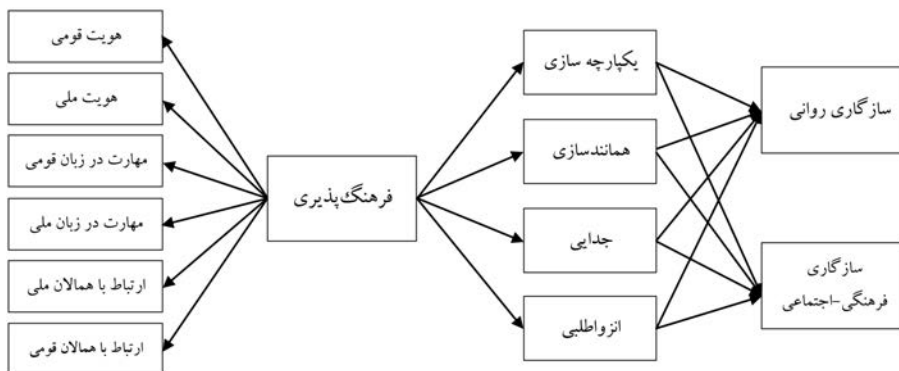 هویت قومی
هویت ملی
مهارت در زبان قومی
مهارت در زبان ملی
ارتباط با همالان ملی
ارتباط با همالان قومی
فرهنگ‌پذیری
یکپارچه سازی
همانندسازی
جدایی
انزواطلبی
سازگاری روانی
سازگاری
فرهنگی-اجتماعی